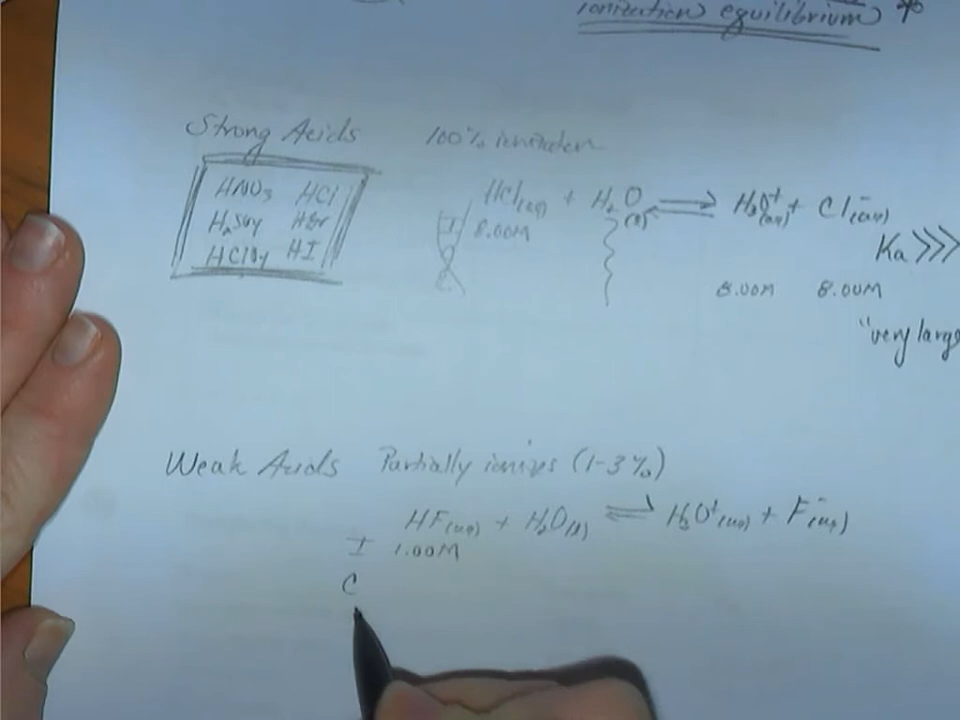 ionization equilibrium *
Strong Acids 100% ionization
HNO3 HCl
H2SO4 HBr
HClO4 HI
HCl(aq) + H2O(l) ⇌ H3O+(aq) + Cl-(aq)
8.00M
Ka >>>
8.00M 8.00M
"very large
Weak Acids Partially ionizes (1-3%)
HF(aq) + H2O(l) ⇌ H3O+(aq) + F-(aq)
I 1.00M
C